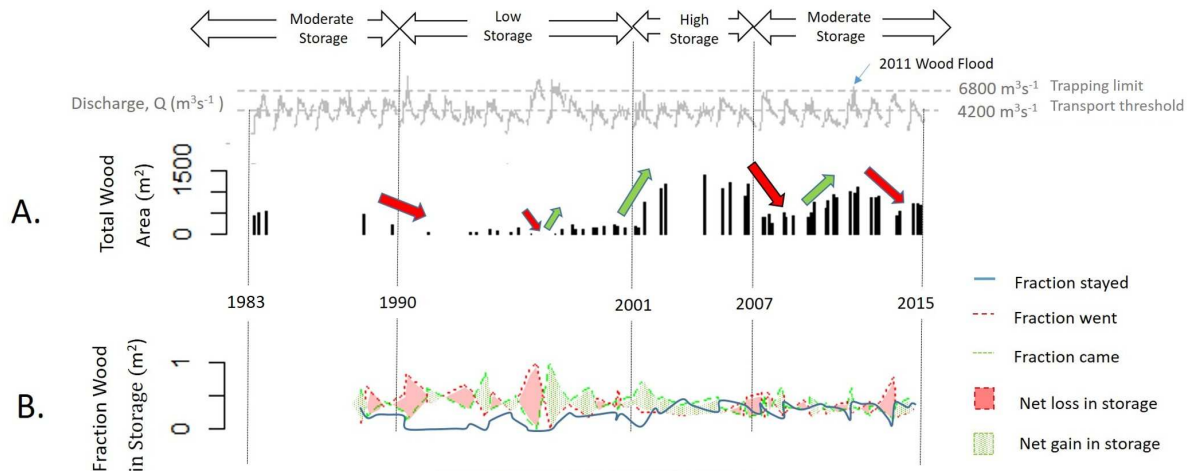 Moderate Storage
Low Storage
High Storage
Moderate Storage
2011 Wood Flood
Discharge, Q (m³s⁻¹)
6800 m³s⁻¹ Trapping limit
4200 m³s⁻¹ Transport threshold
A.
Total Wood
Area (m²)
1500
0
1983
1990
2001
2007
2015
B.
Fraction Wood
in Storage (m²)
1
0
Fraction stayed
Fraction went
Fraction came
Net loss in storage
Net gain in storage